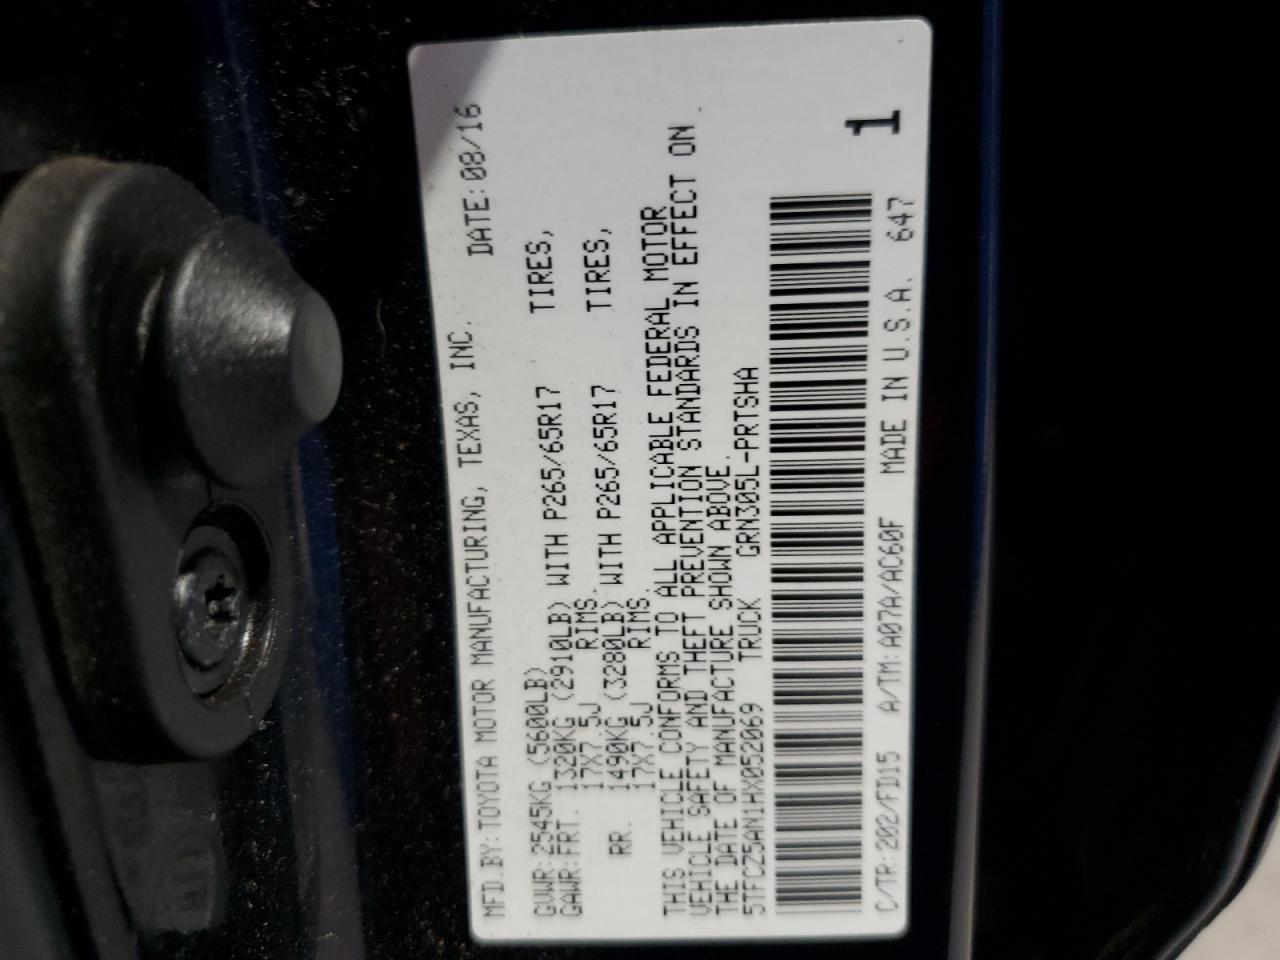 MFD.BY:TOYOTA MOTOR MANUFACTURING, TEXAS, INC. DATE:08/16
GVWR:2545KG (5600LB)
GAWR:FRT. 1320KG (2910LB) WITH P265/65R17 TIRES,
17X7.5J RIMS.
RR. 1490KG (3280LB) WITH P265/65R17 TIRES,
17X7.5J RIMS.
THIS VEHICLE CONFORMS TO ALL APPLICABLE FEDERAL MOTOR
VEHICLE SAFETY AND THEFT PREVENTION STANDARDS IN EFFECT ON
THE DATE OF MANUFACTURE SHOWN ABOVE.
5TFCZ5AN1HX052069 TRUCK GRN305L-PRTSHA
1
C/TR:202/FD15 A/TM:A07A/AC60F MADE IN U.S.A. 647